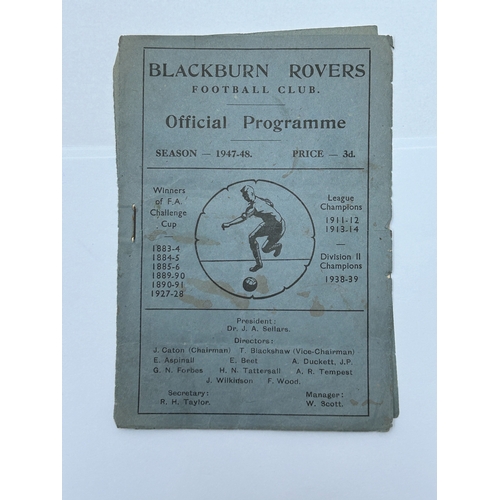 BLACKBURN ROVERS
FOOTBALL CLUB.
Official Programme
SEASON — 1947-48. PRICE — 3d.
Winners
of F.A.
Challenge
Cup
1883-4
1884-5
1885-6
1889-90
1890-91
1927-28
League
Champions
1911-12
1913-14
Division II
Champions
1938-39
President:
Dr. J. A. Sellars.
Directors:
J. Caton (Chairman) T. Blackshaw (Vice-Chairman)
E. Aspinall E. Beet A. Duckett, J.P.
G. N. Forbes H. N. Tattersall A. R. Tempest
J. Wilkinson F. Wood.
Secretary: Manager:
R. H. Taylor. W. Scott.